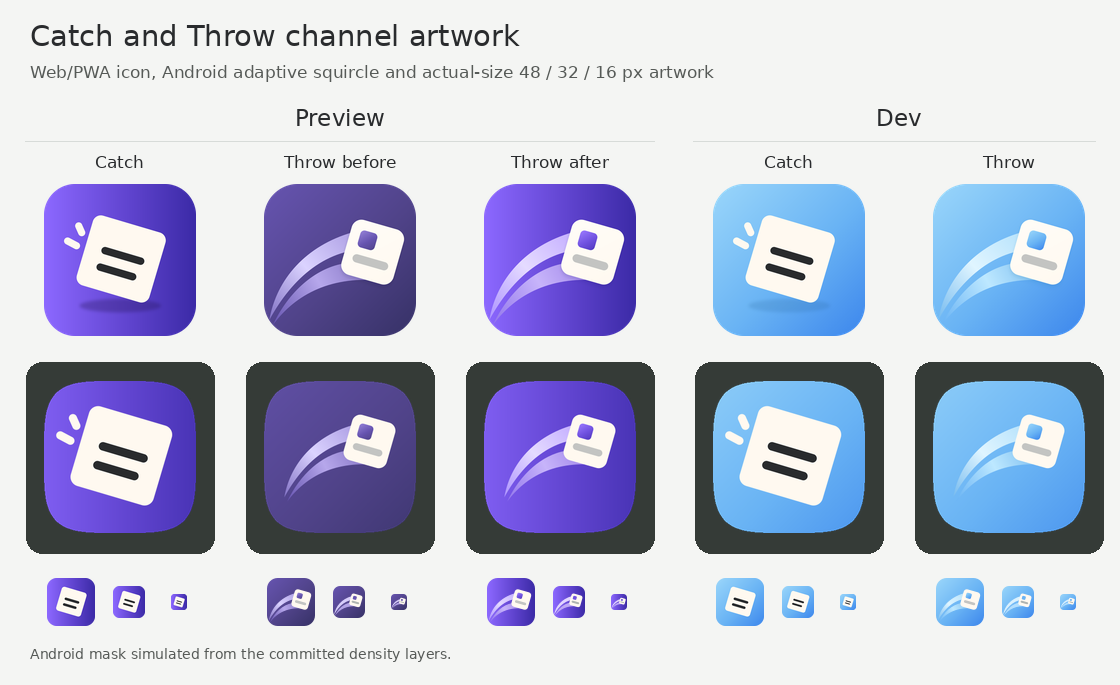 Catch and Throw channel artwork
Web/PWA icon, Android adaptive squircle and actual-size 48 / 32 / 16 px artwork
Preview
Dev
Catch
Throw before
Throw after
Catch
Throw
Android mask simulated from the committed density layers.